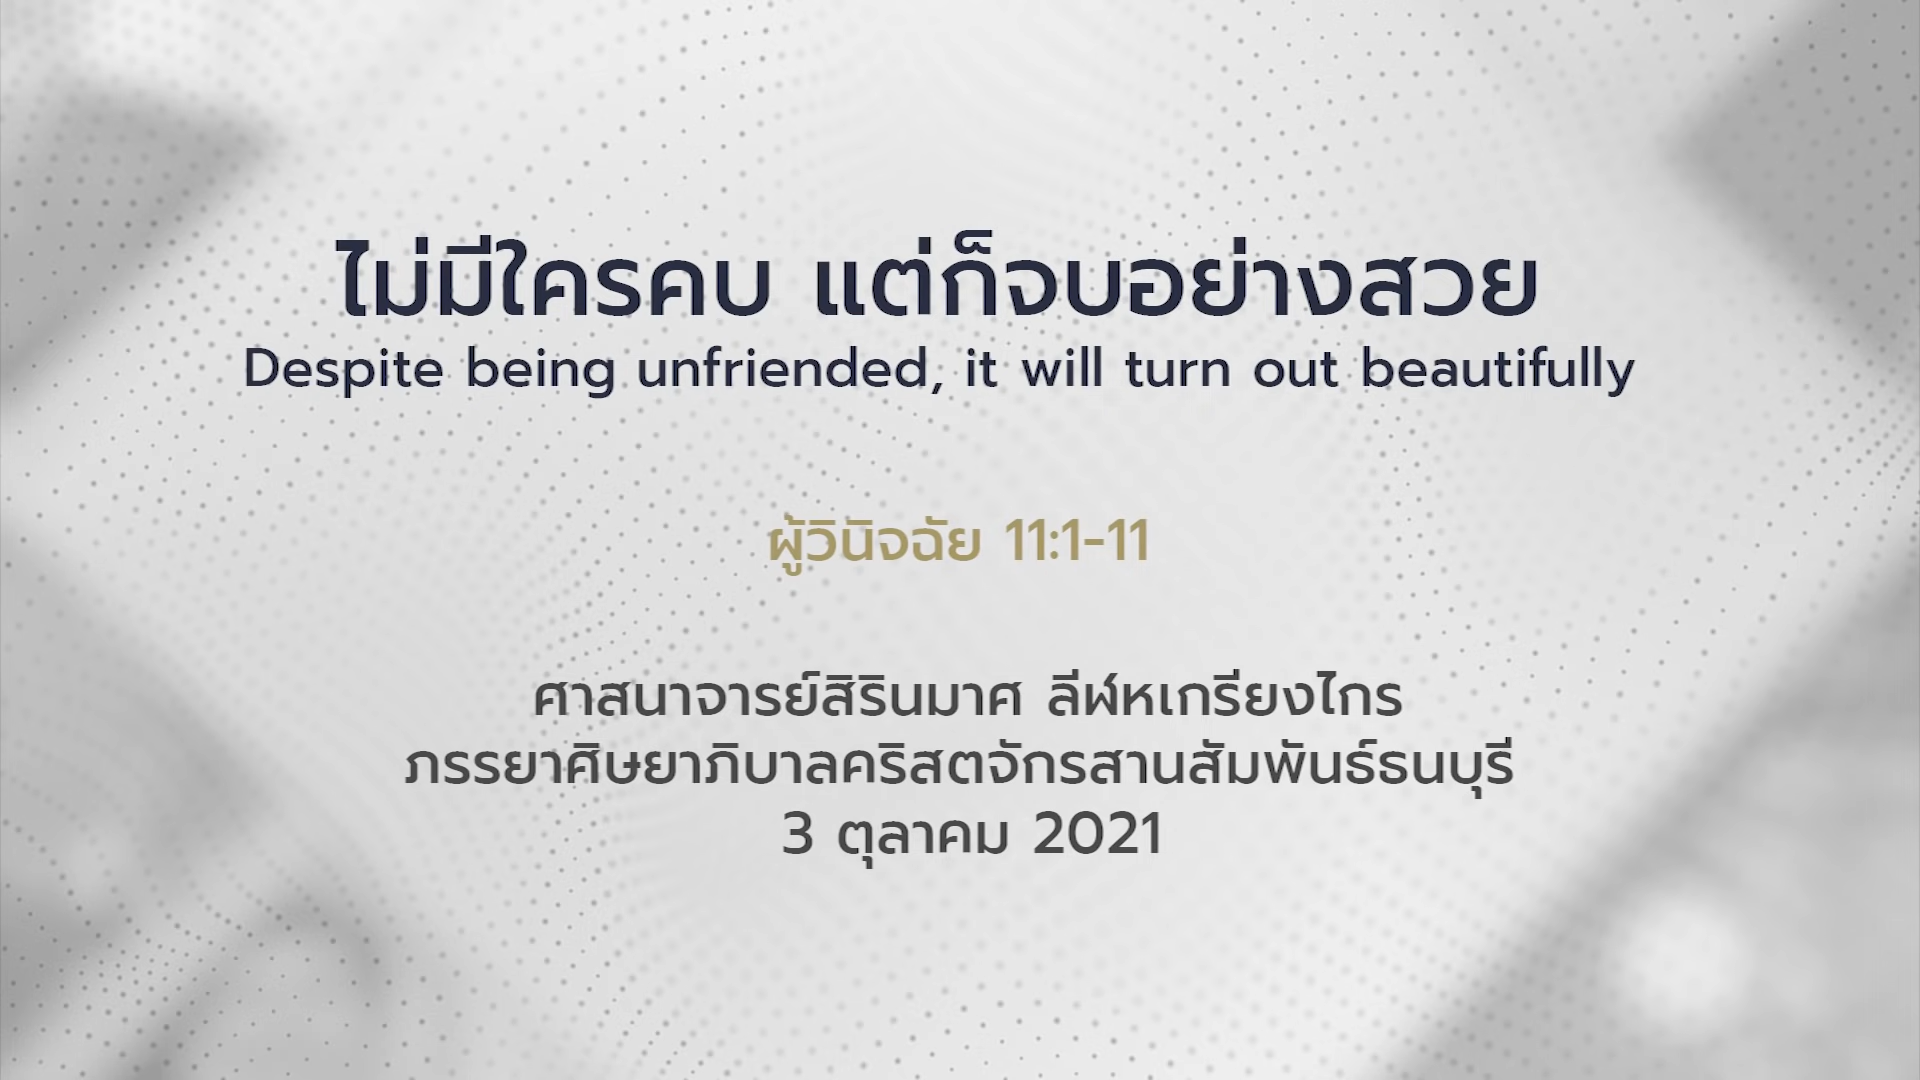 ไม่มีใครคบ แต่ก็จบอย่างสวย
Despite being unfriended, it will turn out beautifully
ผู้วินิจฉัย 11:1-11
ศาสนาจารย์สิรินมาศ ลีฬหเกรียงไกร
ภรรยาศิษยาภิบาลคริสตจักรสานสัมพันธ์ธนบุรี
3 ตุลาคม 2021